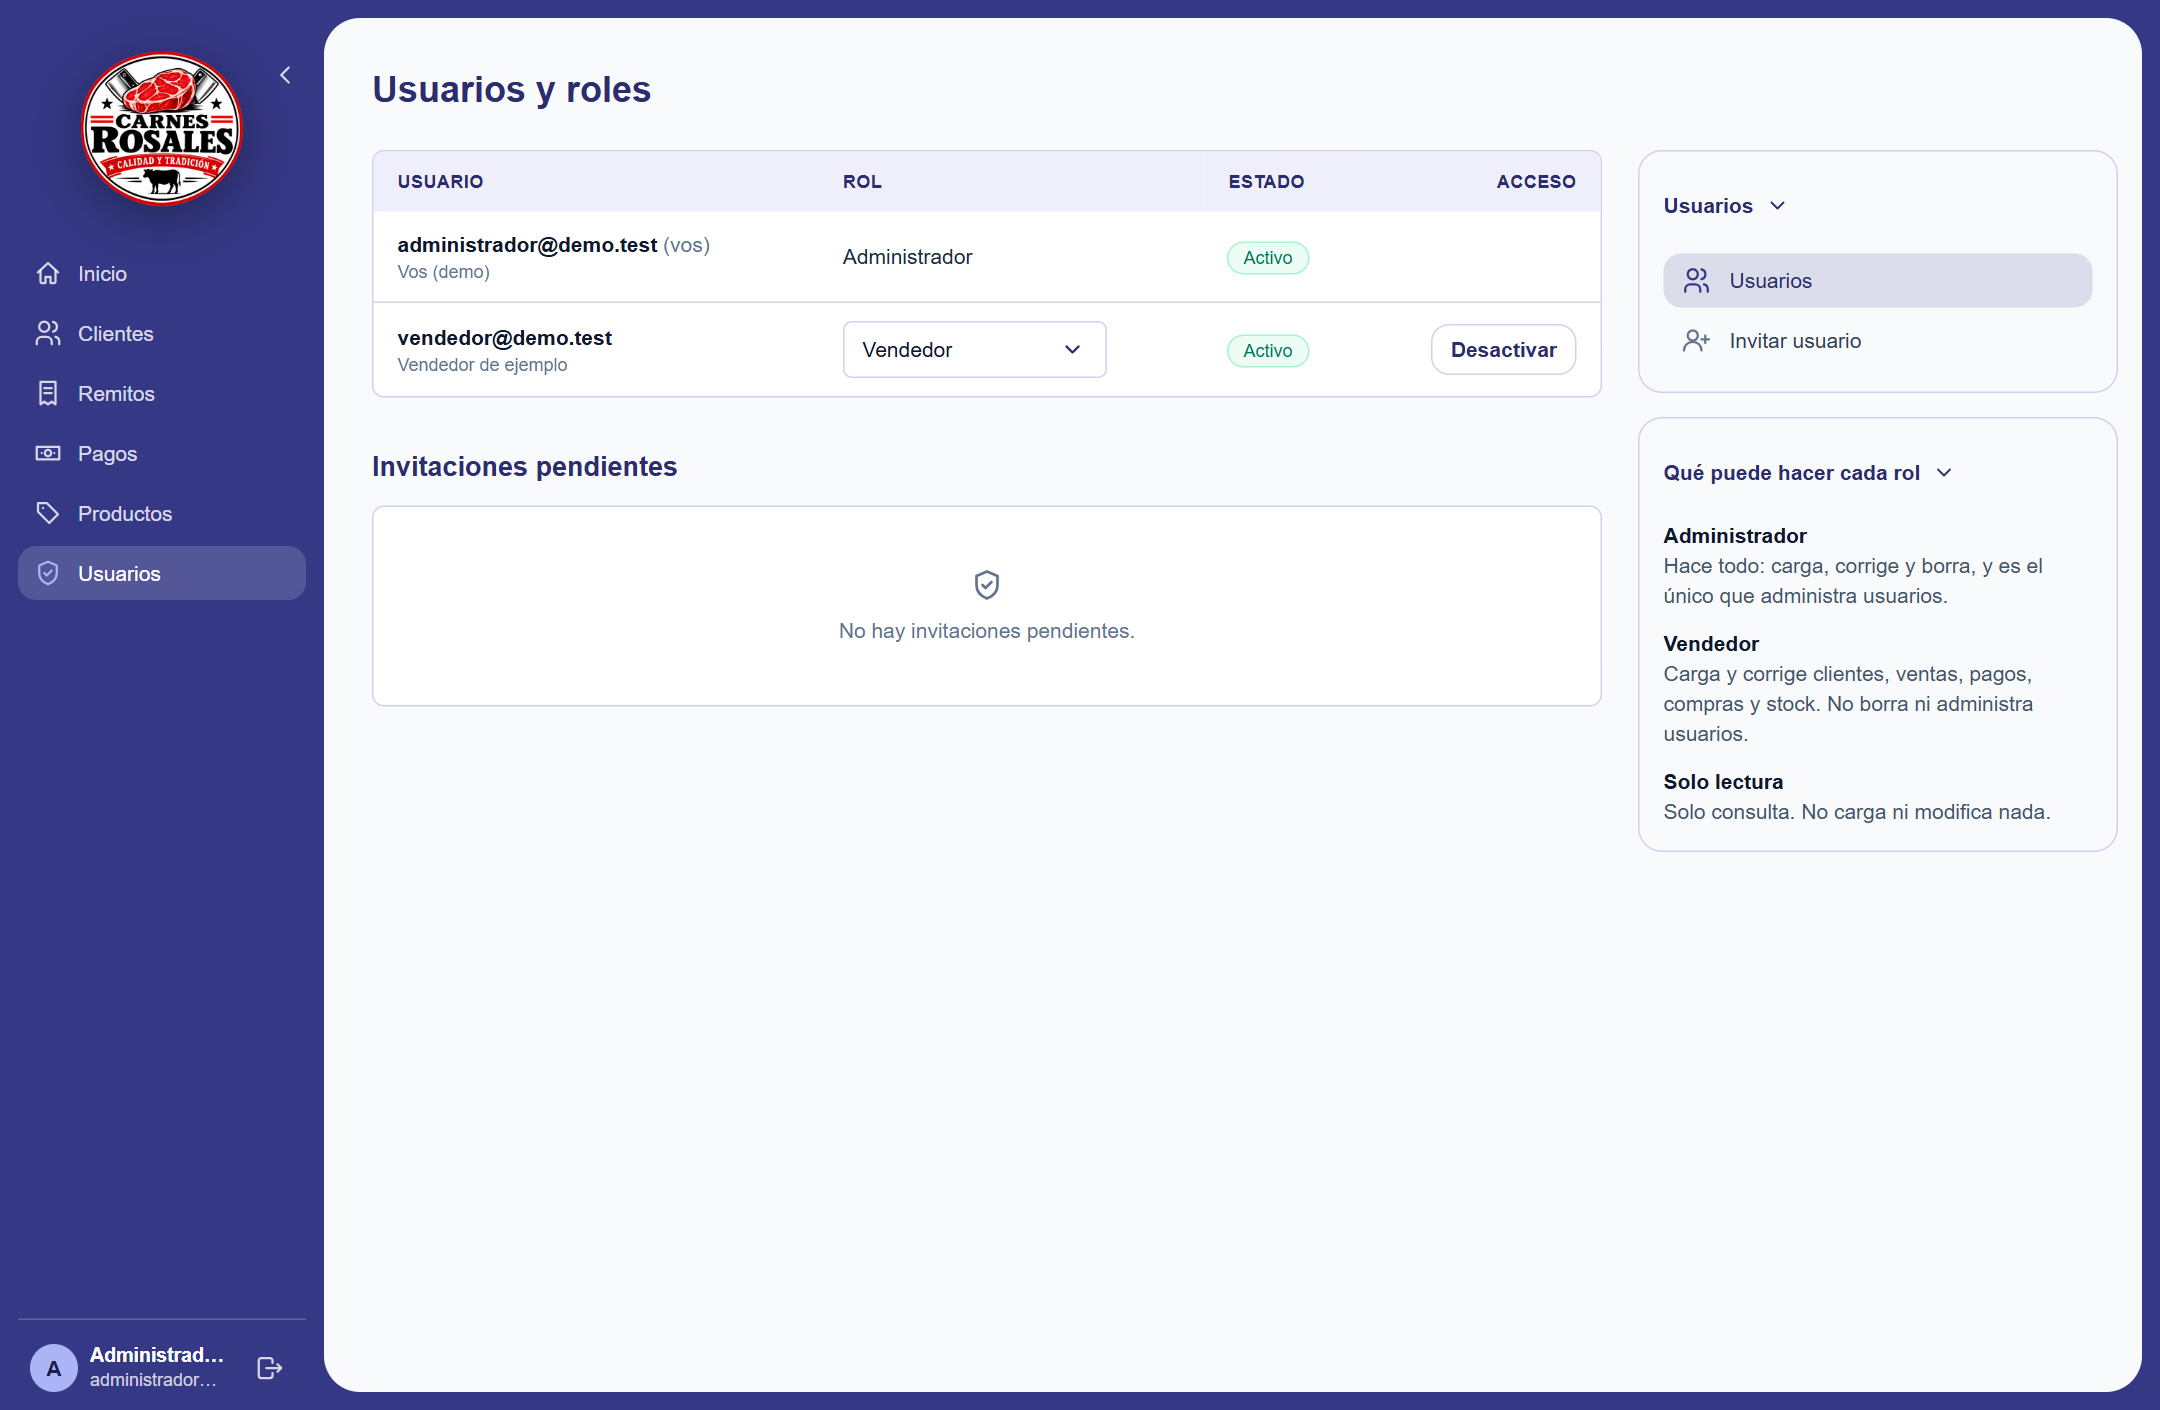 CARNES
ROSALES
CALIDAD Y TRADICIÓN
Inicio
Clientes
Remitos
Pagos
Productos
Usuarios
A
Administrad...
administrador...
Usuarios y roles
USUARIO ROL ESTADO ACCESO
administrador@demo.test (vos)
Vos (demo)
Administrador
Activo
vendedor@demo.test
Vendedor de ejemplo
Vendedor
Activo
Desactivar
Invitaciones pendientes
No hay invitaciones pendientes.
Usuarios
Usuarios
Invitar usuario
Qué puede hacer cada rol
Administrador
Hace todo: carga, corrige y borra, y es el
único que administra usuarios.
Vendedor
Carga y corrige clientes, ventas, pagos,
compras y stock. No borra ni administra
usuarios.
Solo lectura
Solo consulta. No carga ni modifica nada.